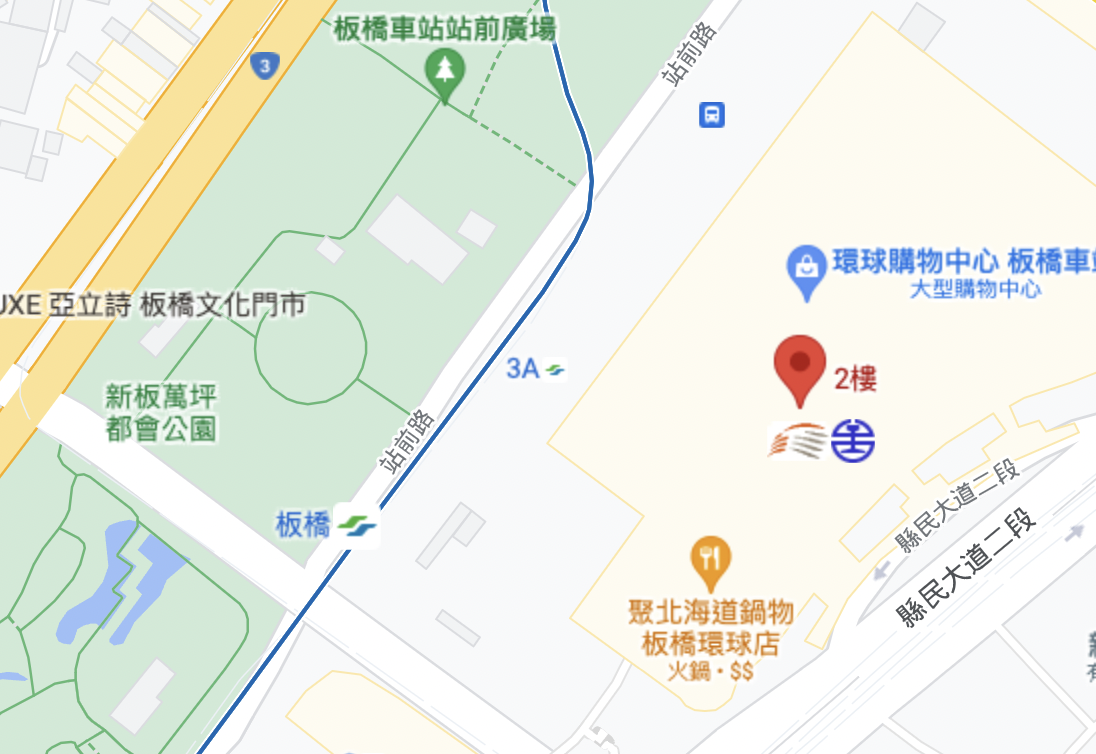 板橋車站站前廣場
3
站前路
環球購物中心 板橋車
大型購物中心
UXE 亞立詩 板橋文化門市
3A
2樓
新板萬坪
都會公園
站前路
板橋
縣民大道二段
縣民大道二段
聚北海道鍋物
板橋環球店
火鍋・$$